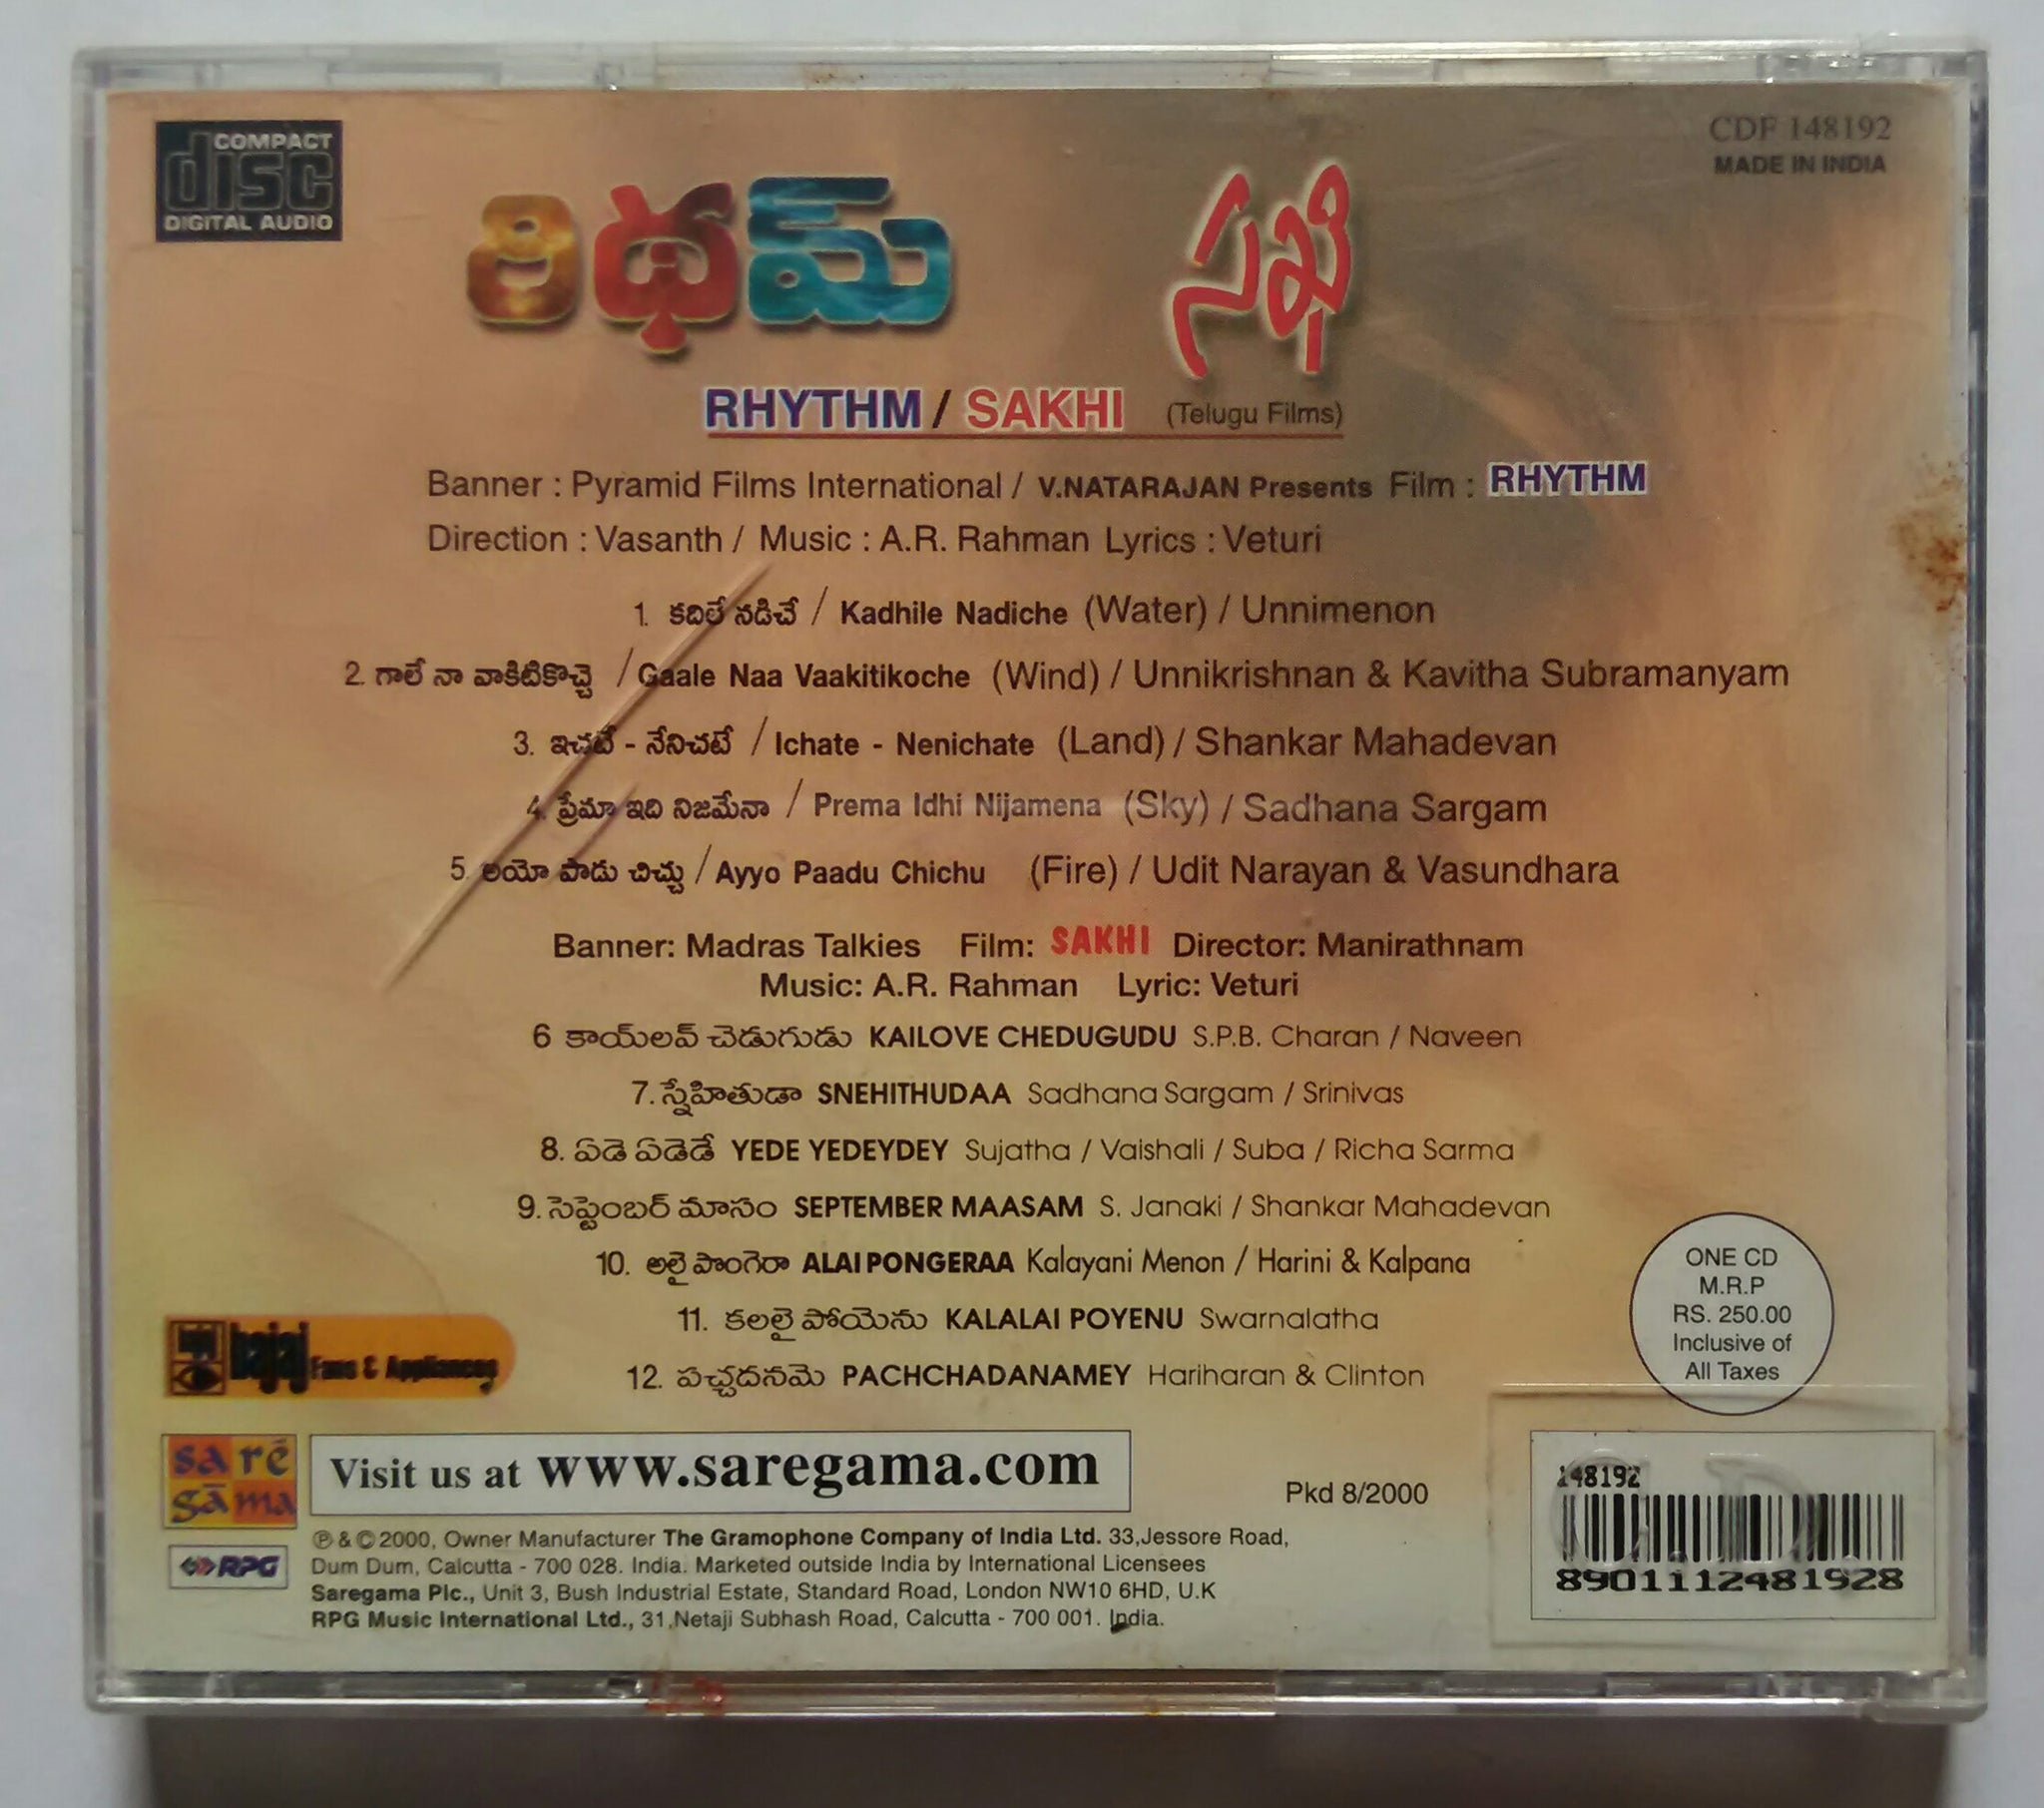 COMPACT
disc
DIGITAL AUDIO
CDF 148192
MADE IN INDIA
రిథమ్ సఖి
RHYTHM / SAKHI (Telugu Films)
Banner : Pyramid Films International / V.NATARAJAN Presents Film : RHYTHM
Direction : Vasanth / Music : A.R. Rahman Lyrics : Veturi
1. కదిలే నడిచే / Kadhile Nadiche (Water) / Unnimenon
2. గాలే నా వాకిటికొచ్చె / Gaale Naa Vaakitikoche (Wind) / Unnikrishnan & Kavitha Subramanyam
3. ఇచటే - నేనిచటే / Ichate - Nenichate (Land) / Shankar Mahadevan
4. ప్రేమా ఇది నిజమేనా / Prema Idhi Nijamena (Sky) / Sadhana Sargam
5. అయో పాడు చిచ్చు / Ayyo Paadu Chichu (Fire) / Udit Narayan & Vasundhara
Banner: Madras Talkies Film: SAKHI Director: Manirathnam
Music: A.R. Rahman Lyric: Veturi
6 కాయ్‌లవ్ చెడుగుడు KAILOVE CHEDUGUDU S.P.B. Charan / Naveen
7. స్నేహితుడా SNEHITHUDAA Sadhana Sargam / Srinivas
8. ఏడె ఏడెడే YEDE YEDEYDEY Sujatha / Vaishali / Suba / Richa Sarma
9. సెప్టెంబర్ మాసం SEPTEMBER MAASAM S. Janaki / Shankar Mahadevan
10. అలై పొంగెరా ALAI PONGERAA Kalayani Menon / Harini & Kalpana
11. కలలై పోయెను KALALAI POYENU Swarnalatha
12. పచ్చదనమె PACHCHADANAMEY Hariharan & Clinton
ONE CD
M.R.P
RS. 250.00
Inclusive of
All Taxes
bajaj Fans & Appliances
sa rē
gā ma
Visit us at www.saregama.com
Pkd 8/2000
RPG
℗ & © 2000, Owner Manufacturer The Gramophone Company of India Ltd. 33,Jessore Road,
Dum Dum, Calcutta - 700 028. India. Marketed outside India by International Licensees
Saregama Plc., Unit 3, Bush Industrial Estate, Standard Road, London NW10 6HD, U.K
RPG Music International Ltd., 31,Netaji Subhash Road, Calcutta - 700 001. India.
148192
8901112481928